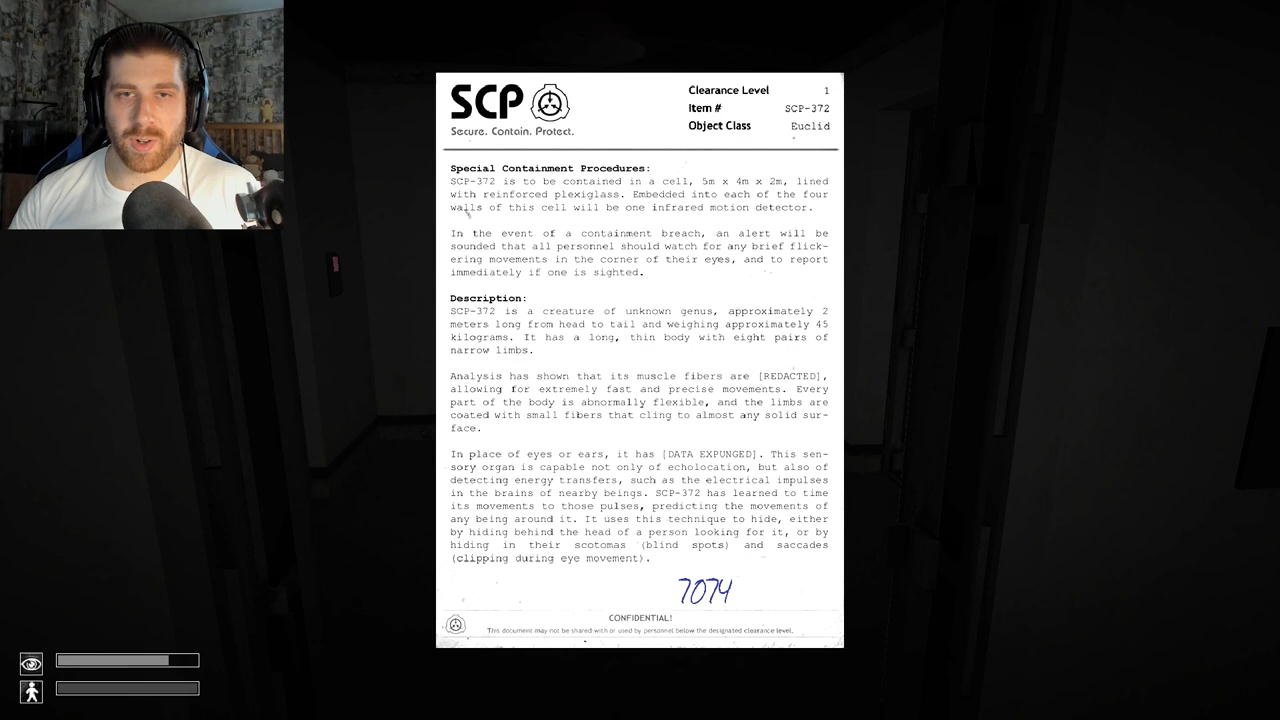 SCP
Secure. Contain. Protect.
Clearance Level 1
Item # SCP-372
Object Class Euclid
Special Containment Procedures:
SCP-372 is to be contained in a cell, 5m x 4m x 2m, lined
with reinforced plexiglass. Embedded into each of the four
walls of this cell will be one infrared motion detector.
In the event of a containment breach, an alert will be
sounded that all personnel should watch for any brief flick-
ering movements in the corner of their eyes, and to report
immediately if one is sighted.
Description:
SCP-372 is a creature of unknown genus, approximately 2
meters long from head to tail and weighing approximately 45
kilograms. It has a long, thin body with eight pairs of
narrow limbs.
Analysis has shown that its muscle fibers are [REDACTED],
allowing for extremely fast and precise movements. Every
part of the body is abnormally flexible, and the limbs are
coated with small fibers that cling to almost any solid sur-
face.
In place of eyes or ears, it has [DATA EXPUNGED]. This sen-
sory organ is capable not only of echolocation, but also of
detecting energy transfers, such as the electrical impulses
in the brains of nearby beings. SCP-372 has learned to time
its movements to those pulses, predicting the movements of
any being around it. It uses this technique to hide, either
by hiding behind the head of a person looking for it, or by
hiding in their scotomas (blind spots) and saccades
(clipping during eye movement).
7074
CONFIDENTIAL!
This document may not be shared with or used by personnel below the designated clearance level.